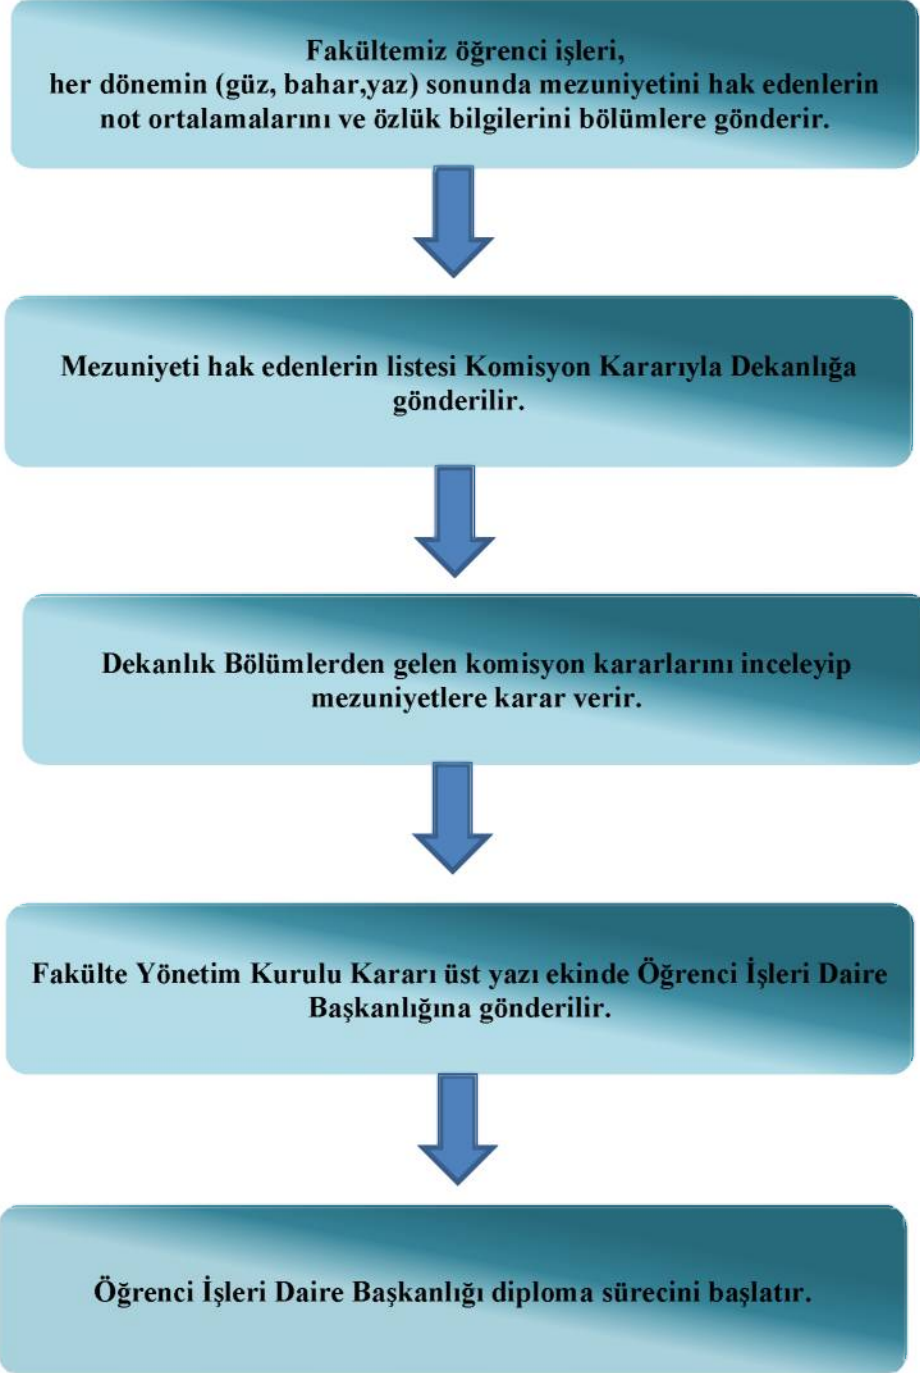 Fakültemiz öğrenci işleri,
her dönemin (güz, bahar,yaz) sonunda mezuniyetini hak edenlerin
not ortalamalarını ve özlük bilgilerini bölümlere gönderir.
Mezuniyeti hak edenlerin listesi Komisyon Kararıyla Dekanlığa
gönderilir.
Dekanlık Bölümlerden gelen komisyon kararlarını inceleyip
mezuniyetlere karar verir.
Fakülte Yönetim Kurulu Kararı üst yazı ekinde Öğrenci İşleri Daire
Başkanlığına gönderilir.
Öğrenci İşleri Daire Başkanlığı diploma sürecini başlatır.